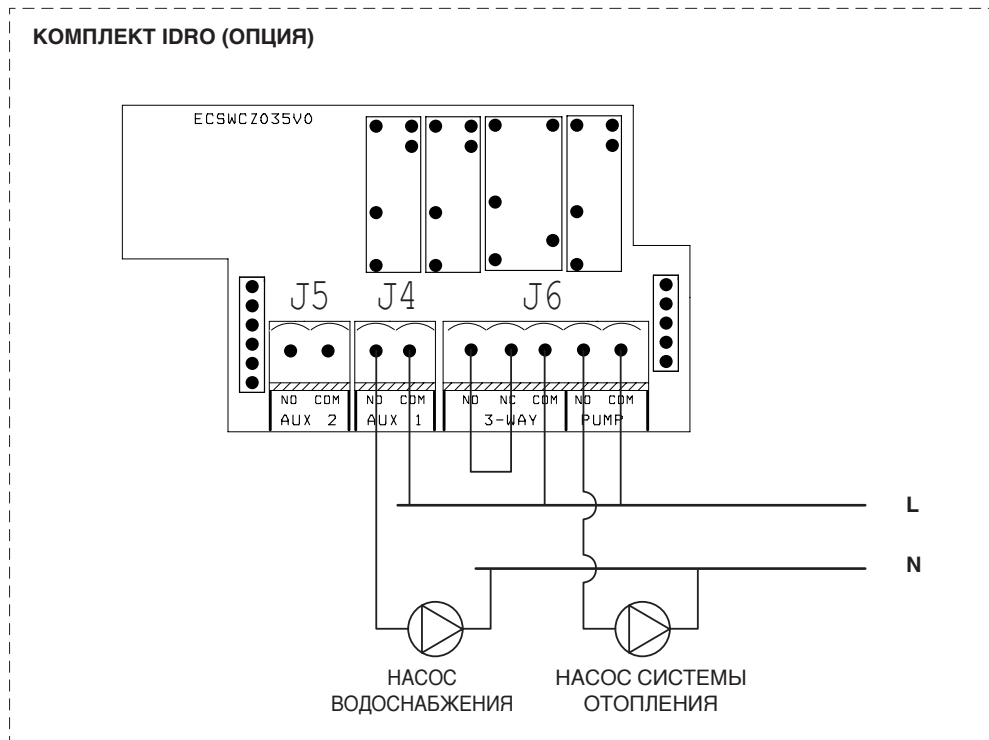 КОМПЛЕКТ IDRO (ОПЦИЯ)
ECSWCZ035V0
J5 J4 J6
NO COM NO COM NO NC COM NO COM
AUX 2 AUX 1 3-WAY PUMP
L
N
НАСОС
ВОДОСНАБЖЕНИЯ
НАСОС СИСТЕМЫ
ОТОПЛЕНИЯ